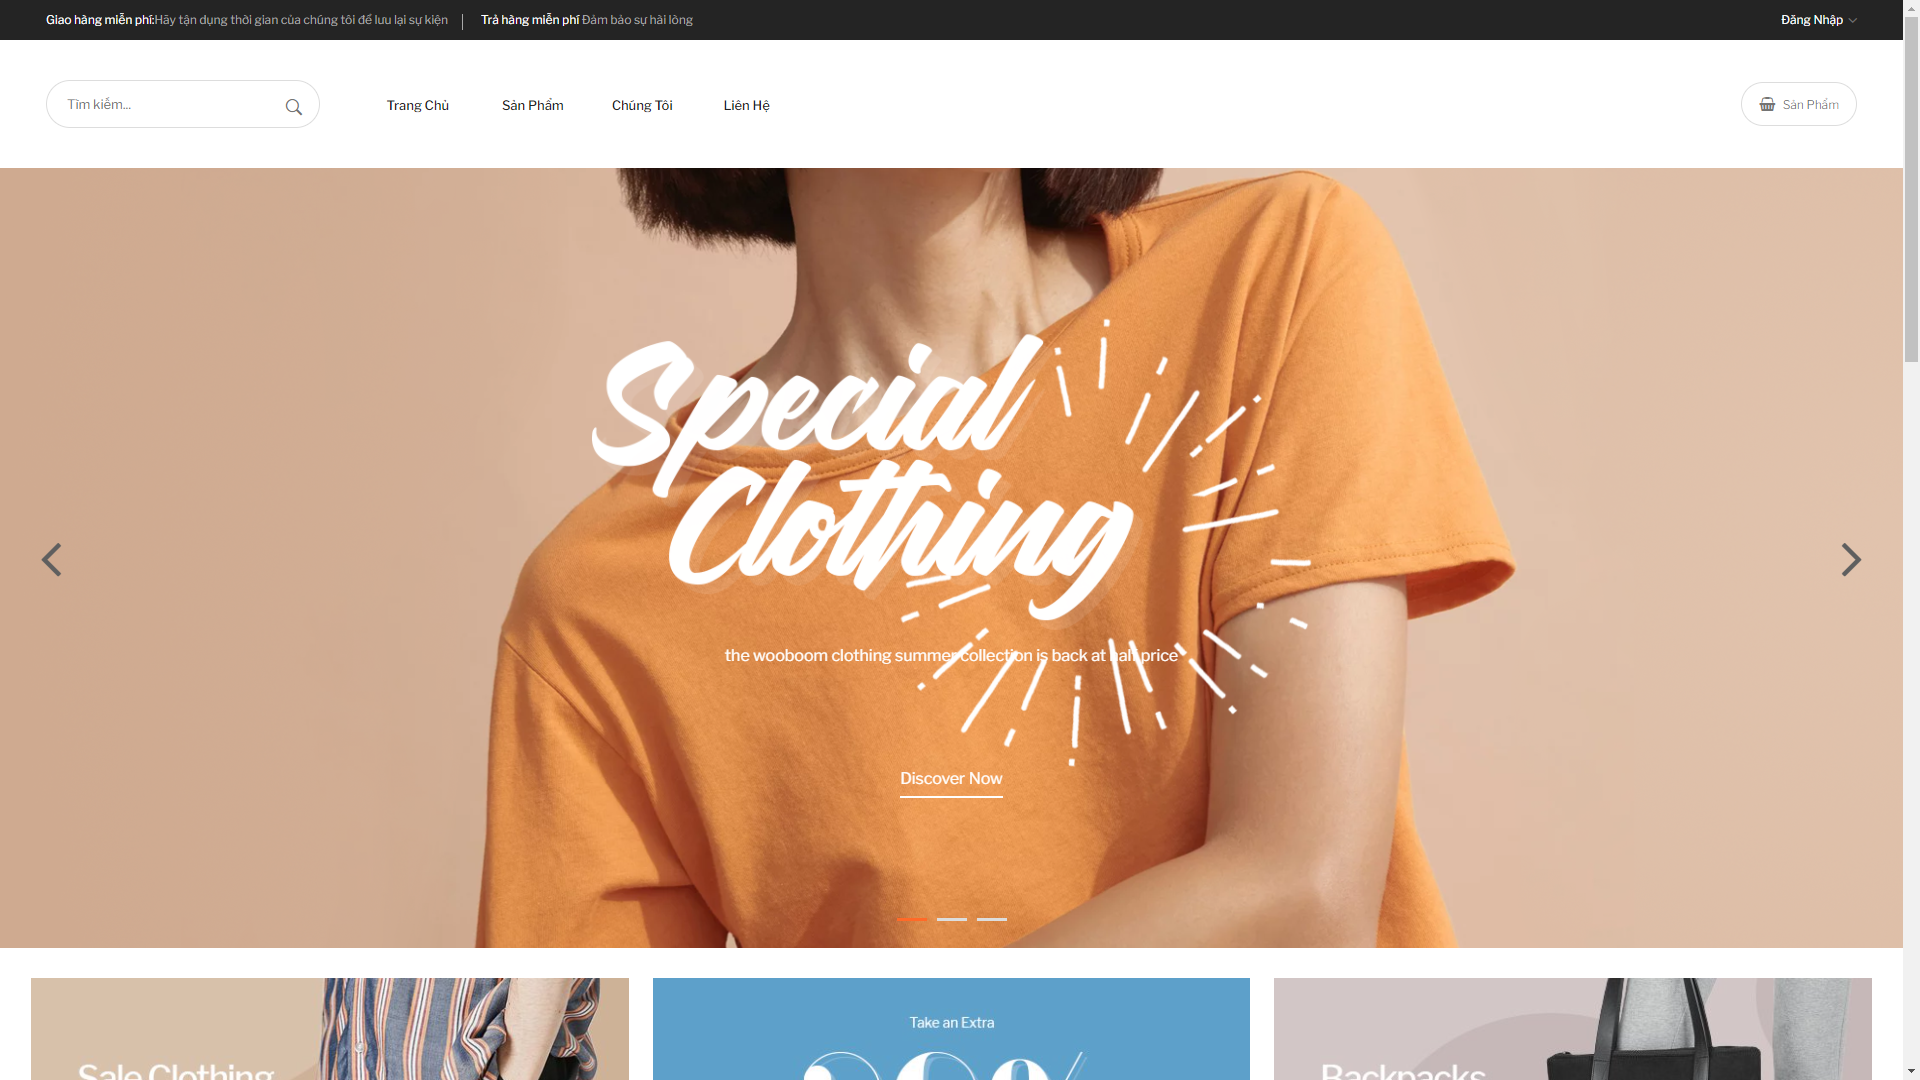 Giao hàng miễn phí:Hãy tận dụng thời gian của chúng tôi để lưu lại sự kiện
Trả hàng miễn phí Đảm bảo sự hài lòng
Đăng Nhập
Tìm kiếm...
Trang Chủ
Sản Phẩm
Chúng Tôi
Liên Hệ
Sản Phẩm
Special
Clothing
the wooboom clothing summer collection is back at half price
Discover Now
Take an Extra
Sale Clothing
Backpacks